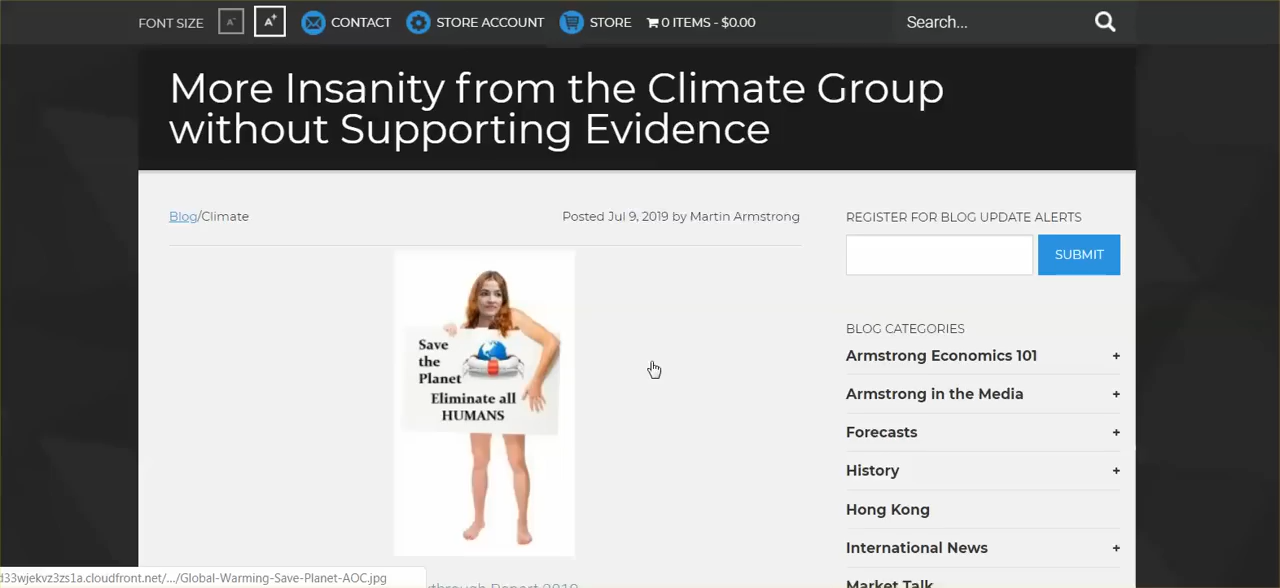 FONT SIZE A- A+ CONTACT STORE ACCOUNT STORE 0 ITEMS - $0.00 Search...
More Insanity from the Climate Group
without Supporting Evidence
Blog/Climate Posted Jul 9, 2019 by Martin Armstrong
REGISTER FOR BLOG UPDATE ALERTS
SUBMIT
Save
the
Planet
Eliminate all
HUMANS
BLOG CATEGORIES
Armstrong Economics 101 +
Armstrong in the Media +
Forecasts +
History +
Hong Kong
International News +
Market Talk
d33wjekvz3zs1a.cloudfront.net/.../Global-Warming-Save-Planet-AOC.jpg